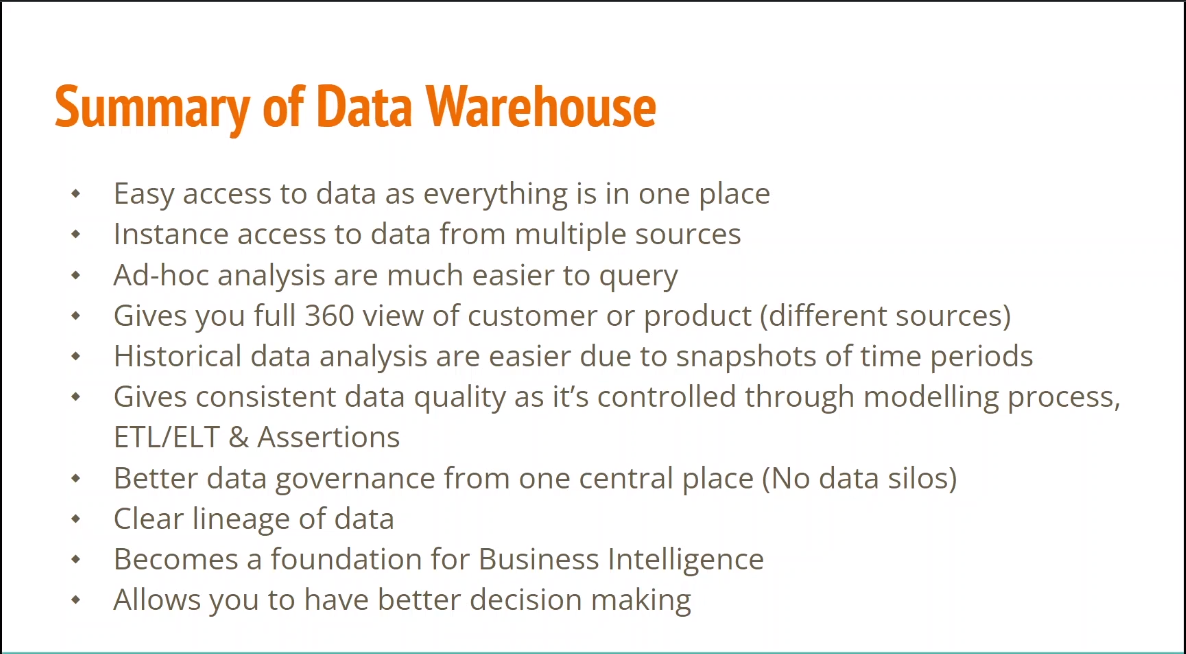 Summary of Data Warehouse
Easy access to data as everything is in one place
Instance access to data from multiple sources
Ad-hoc analysis are much easier to query
Gives you full 360 view of customer or product (different sources)
Historical data analysis are easier due to snapshots of time periods
Gives consistent data quality as it’s controlled through modelling process,
ETL/ELT & Assertions
Better data governance from one central place (No data silos)
Clear lineage of data
Becomes a foundation for Business Intelligence
Allows you to have better decision making